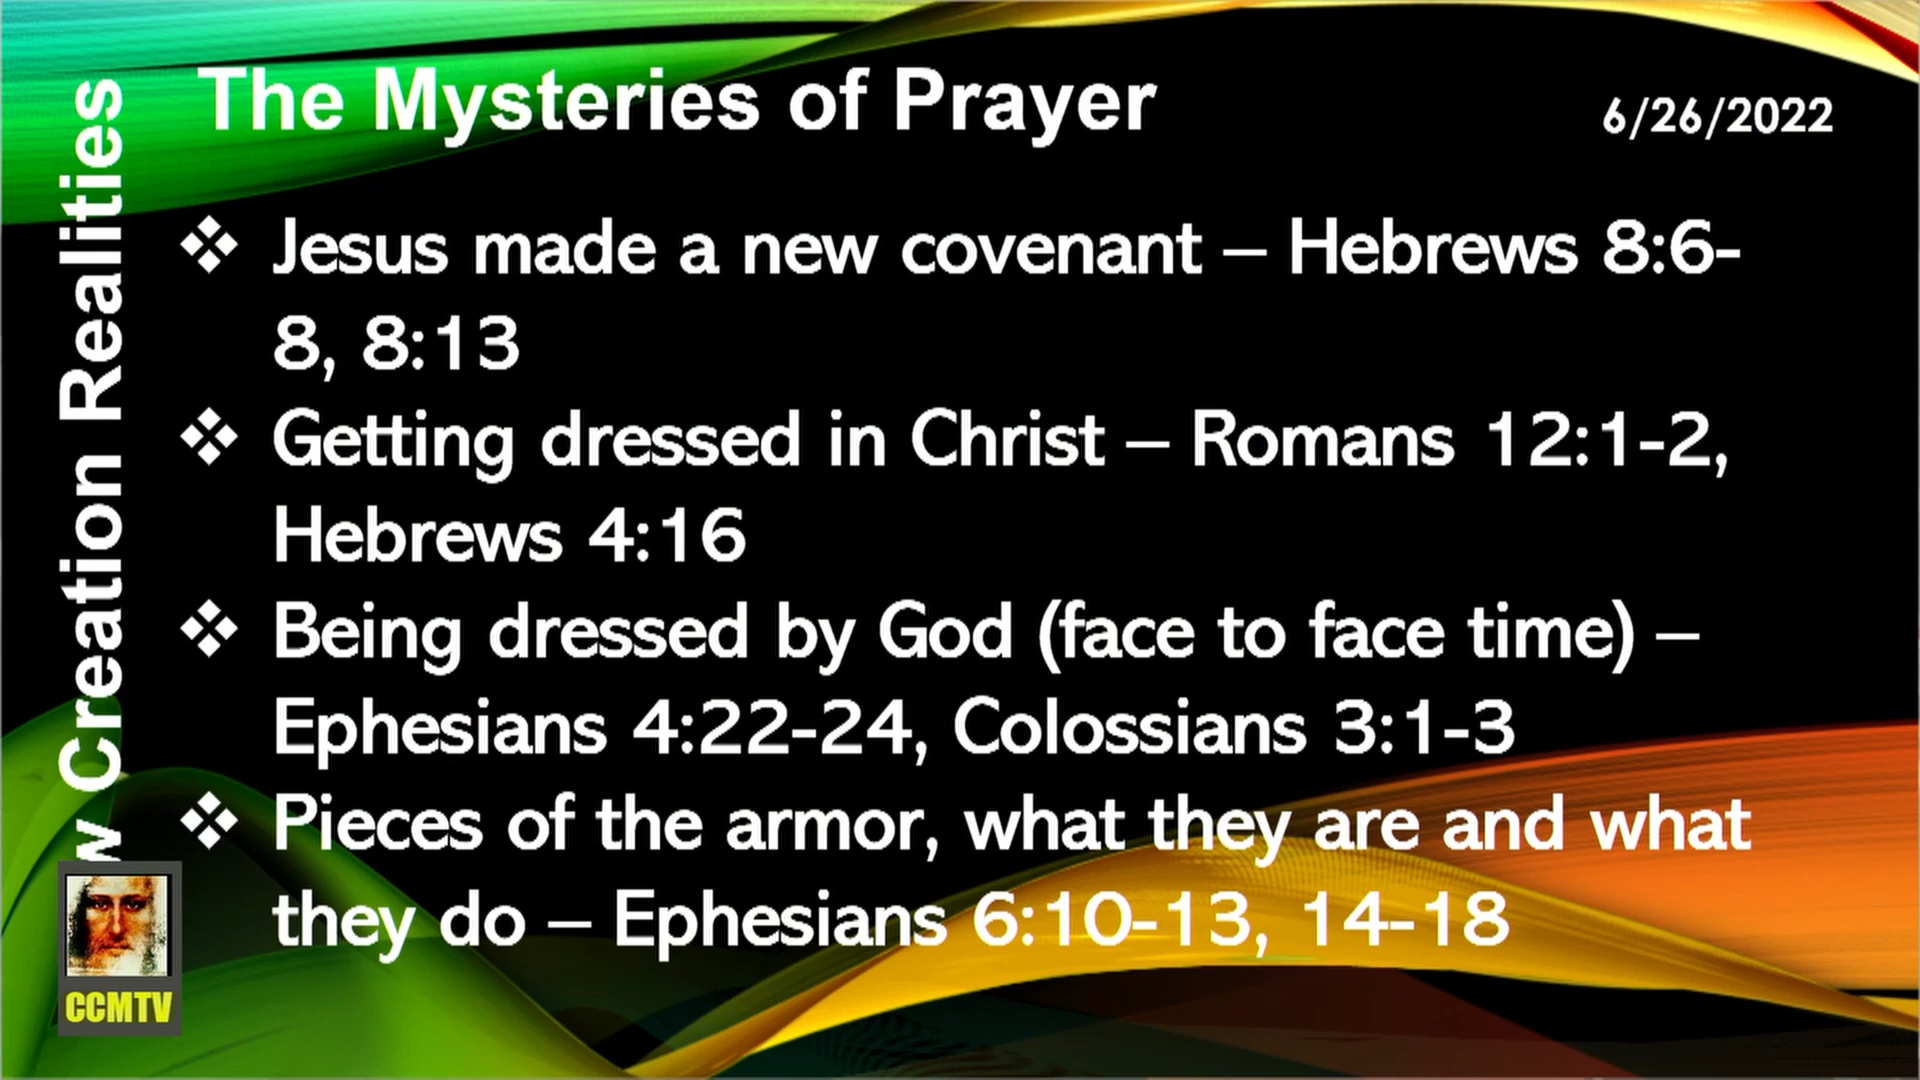 The Mysteries of Prayer
6/26/2022
w Creation Realities
❖ Jesus made a new covenant – Hebrews 8:6-
8, 8:13
❖ Getting dressed in Christ – Romans 12:1-2,
Hebrews 4:16
❖ Being dressed by God (face to face time) –
Ephesians 4:22-24, Colossians 3:1-3
❖ Pieces of the armor, what they are and what
they do – Ephesians 6:10-13, 14-18
CCMTV